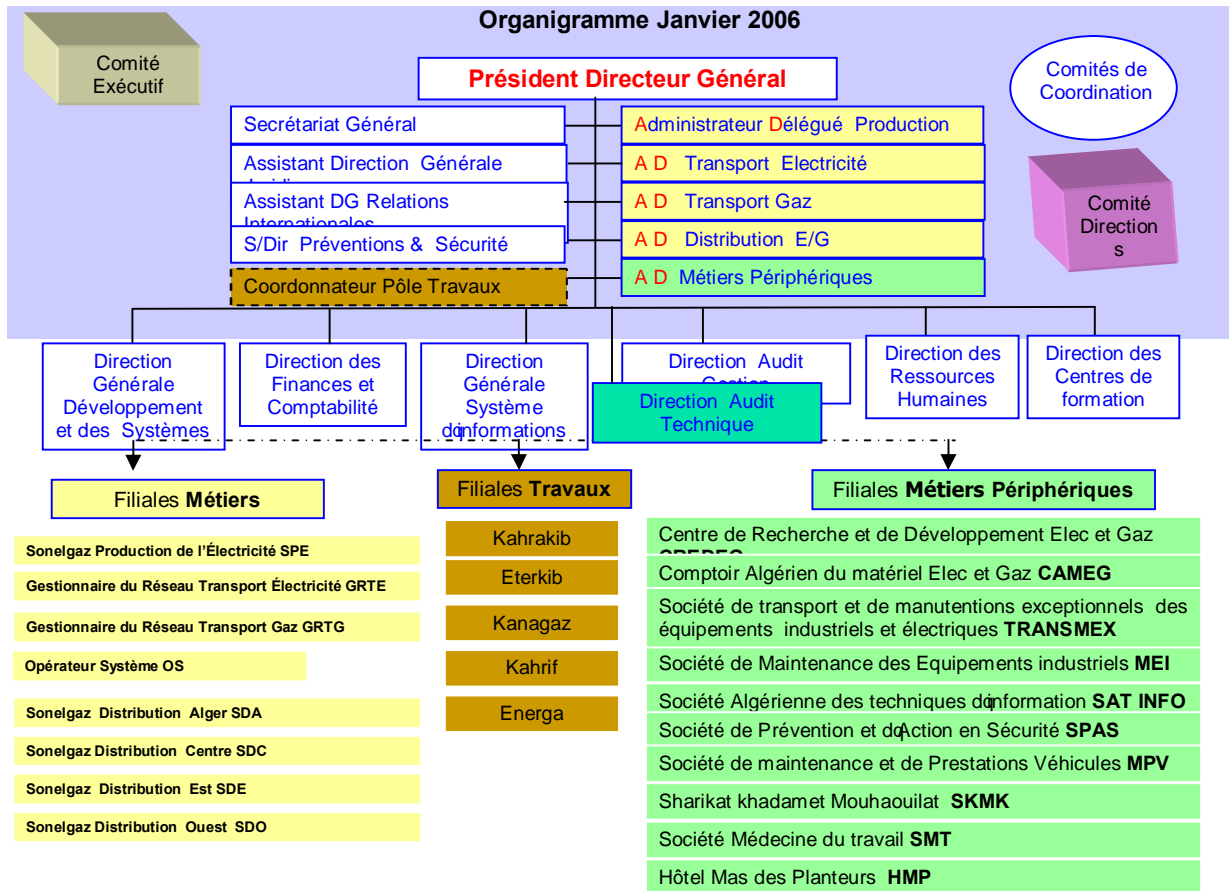 Organigramme Janvier 2006
Comité
Exécutif
Président Directeur Général
Comités de
Coordination
Secrétariat Général
Administrateur Délégué Production
Assistant Direction Générale
A D Transport Electricité
Assistant DG Relations
Internationales
A D Transport Gaz
S/Dir Préventions & Sécurité
A D Distribution E/G
Coordonnateur Pôle Travaux
A D Métiers Périphériques
Comité
Direction
s
Direction
Générale
Développement
et des Systèmes
Direction des
Finances et
Comptabilité
Direction
Générale
Système
dqinformations
Direction Audit
Gestion
Direction Audit
Technique
Direction des
Ressources
Humaines
Direction des
Centres de
formation
Filiales Métiers
Sonelgaz Production de l’Électricité SPE
Gestionnaire du Réseau Transport Électricité GRTE
Gestionnaire du Réseau Transport Gaz GRTG
Opérateur Système OS
Sonelgaz Distribution Alger SDA
Sonelgaz Distribution Centre SDC
Sonelgaz Distribution Est SDE
Sonelgaz Distribution Ouest SDO
Filiales Travaux
Kahrakib
Eterkib
Kanagaz
Kahrif
Energa
Filiales Métiers Périphériques
Centre de Recherche et de Développement Elec et Gaz
Comptoir Algérien du matériel Elec et Gaz CAMEG
Société de transport et de manutentions exceptionnels des
équipements industriels et électriques TRANSMEX
Société de Maintenance des Equipements industriels MEI
Société Algérienne des techniques dqinformation SAT INFO
Société de Prévention et dqAction en Sécurité SPAS
Société de maintenance et de Prestations Véhicules MPV
Sharikat khadamet Mouhaouilat SKMK
Société Médecine du travail SMT
Hôtel Mas des Planteurs HMP